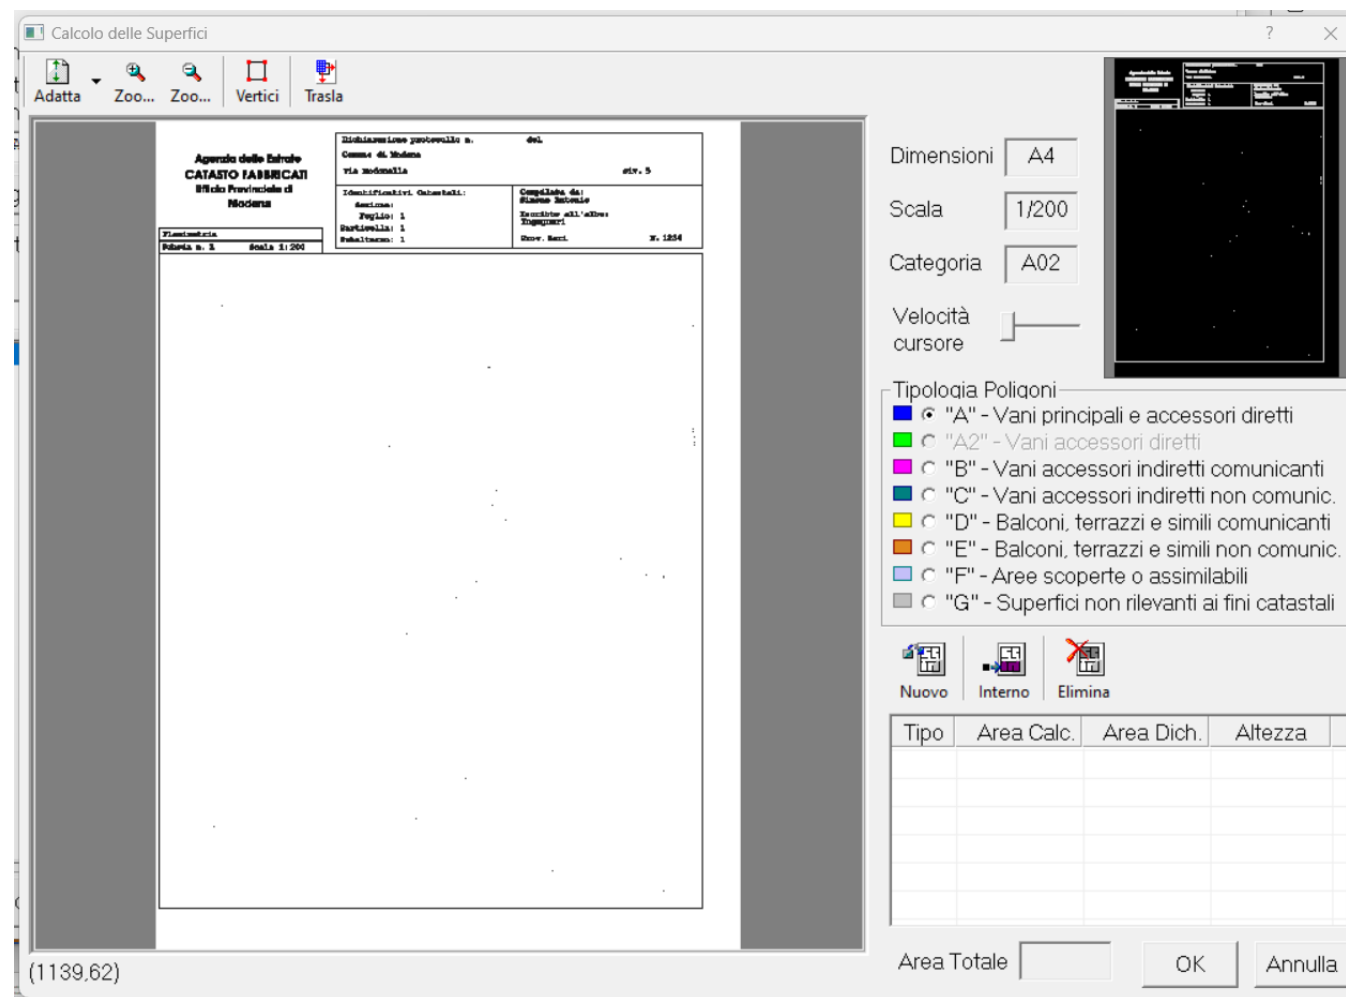 Calcolo delle Superfici
?
Adatta
Zoo...
Zoo...
Vertici
Trasla
Agenzia delle Entrate
CATASTO FABBRICATI
Ufficio Provinciale di
Modena
Dichiarazione protocollo n. del
Comune di Modena
via modonella civ. 5
Identificativi Catastali:
Sezione:
Foglio: 1
Particella: 1
Subalterno: 1
Compilata da:
Simone Antonio
Iscritto all'albo:
Ingegneri
Prov. Bari N. 1234
Planimetria
Scheda n. 1 Scala 1:200
Dimensioni A4
Scala 1/200
Categoria A02
Velocità
cursore
Tipologia Poligoni
"A" - Vani principali e accessori diretti
"A2" - Vani accessori diretti
"B" - Vani accessori indiretti comunicanti
"C" - Vani accessori indiretti non comunic.
"D" - Balconi, terrazzi e simili comunicanti
"E" - Balconi, terrazzi e simili non comunic.
"F" - Aree scoperte o assimilabili
"G" - Superfici non rilevanti ai fini catastali
Nuovo
Interno
Elimina
Tipo Area Calc. Area Dich. Altezza
Area Totale
OK
Annulla
(1139,62)